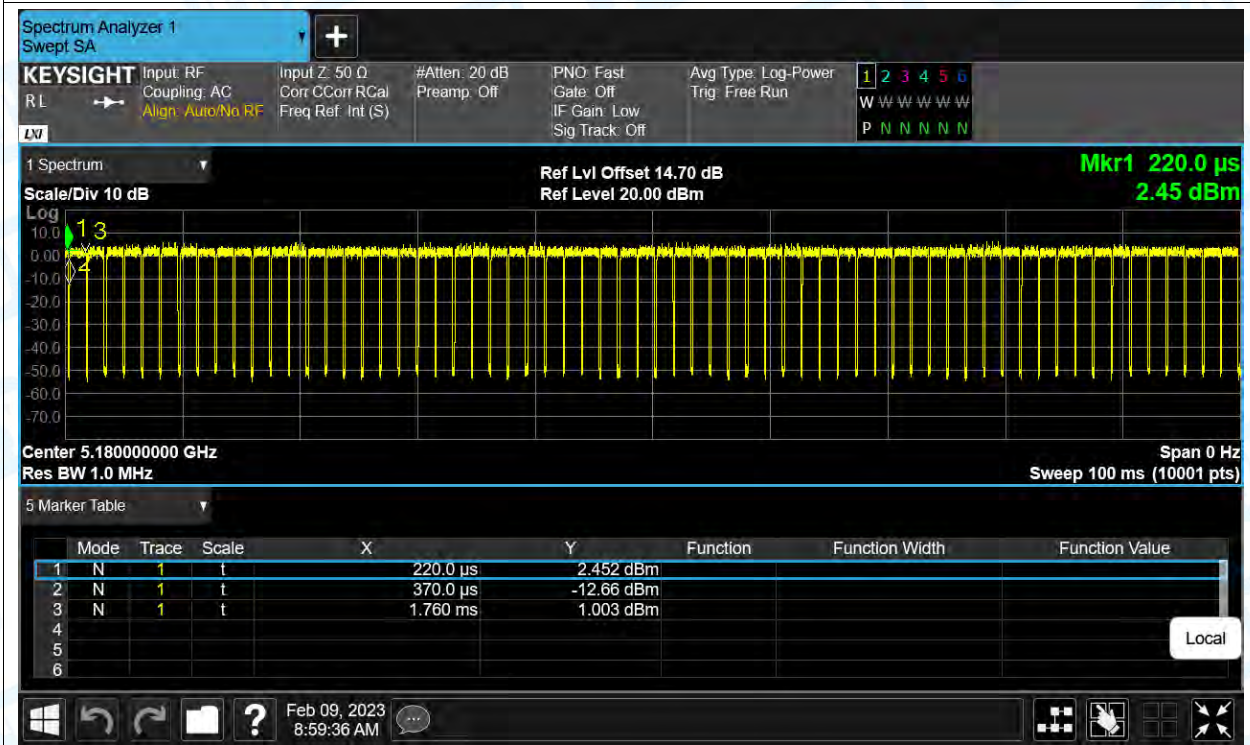 Spectrum Analyzer 1
Swept SA
+
KEYSIGHT Input: RF Input Z: 50 Ω #Atten: 20 dB PNO: Fast Avg Type: Log-Power 1 2 3 4 5 6
R L Coupling: AC Corr CCorr RCal Preamp: Off Gate: Off Trig: Free Run W W W W W W
Align: Auto/No RF Freq Ref: Int (S) IF Gain: Low
LXI Sig Track: Off P N N N N N
1 Spectrum Ref Lvl Offset 14.70 dB Mkr1 220.0 µs
Scale/Div 10 dB Ref Level 20.00 dBm 2.45 dBm
Log
10.0 1 3
0.00 2
-10.0
-20.0
-30.0
-40.0
-50.0
-60.0
-70.0
Center 5.180000000 GHz Span 0 Hz
Res BW 1.0 MHz Sweep 100 ms (10001 pts)
5 Marker Table
Mode Trace Scale X Y Function Function Width Function Value
1 N 1 t 220.0 µs 2.452 dBm
2 N 1 t 370.0 µs -12.66 dBm
3 N 1 t 1.760 ms 1.003 dBm
4
5
6
Local
? Feb 09, 2023
8:59:36 AM